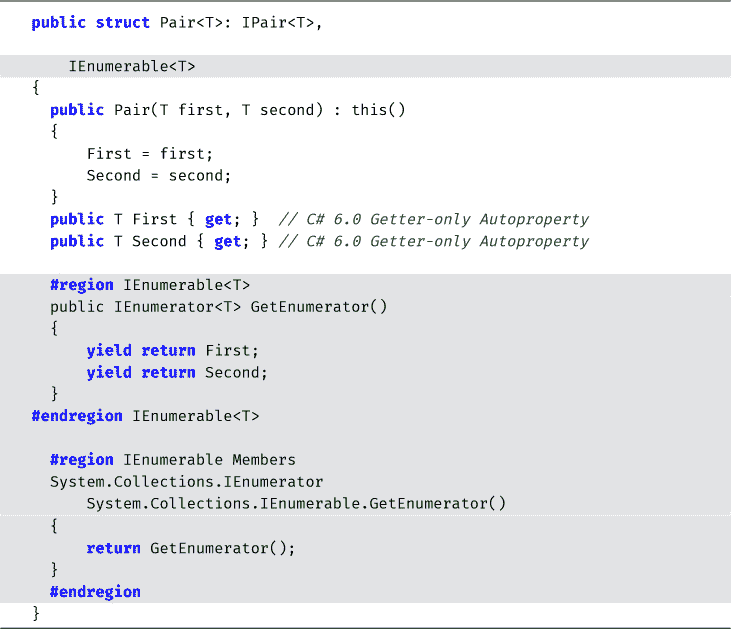 public struct Pair<T>: IPair<T>,
IEnumerable<T>
{
public Pair(T first, T second) : this()
{
First = first;
Second = second;
}
public T First { get; }  // C# 6.0 Getter-only Autoproperty
public T Second { get; } // C# 6.0 Getter-only Autoproperty
#region IEnumerable<T>
public IEnumerator<T> GetEnumerator()
{
yield return First;
yield return Second;
}
#endregion IEnumerable<T>
#region IEnumerable Members
System.Collections.IEnumerator
System.Collections.IEnumerable.GetEnumerator()
{
return GetEnumerator();
}
#endregion
}